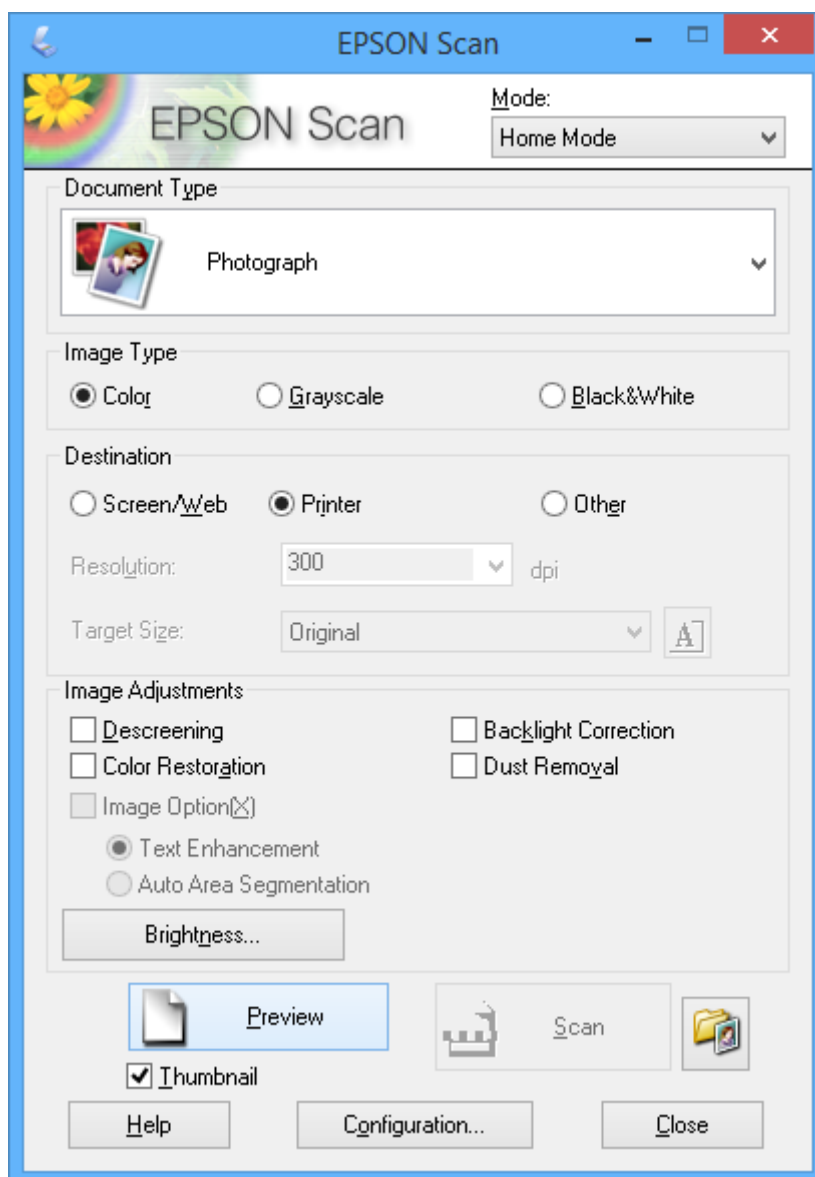 EPSON Scan
EPSON Scan
Mode:
Home Mode
Document Type
Photograph
Image Type
Color Grayscale Black&White
Destination
Screen/Web Printer Other
Resolution: 300 dpi
Target Size: Original A
Image Adjustments
Descreening Backlight Correction
Color Restoration Dust Removal
Image Option(X)
Text Enhancement
Auto Area Segmentation
Brightness...
Preview Scan
Thumbnail
Help Configuration... Close